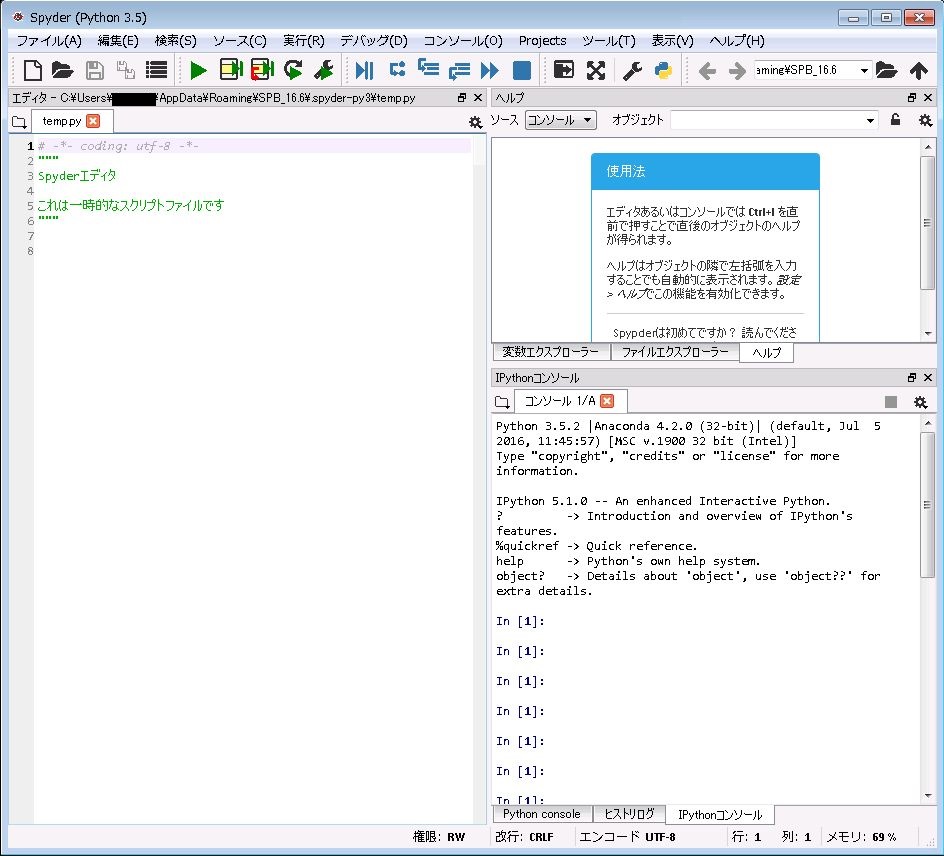 Spyder (Python 3.5)
ファイル(A) 編集(E) 検索(S) ソース(C) 実行(R) デバッグ(D) コンソール(O) Projects ツール(T) 表示(V) ヘルプ(H)
aming¥SPB_16.6
エディタ - C:¥Users¥ ¥AppData¥Roaming¥SPB_16.6¥.spyder-py3¥temp.py
temp.py
1 # -*- coding: utf-8 -*-
2 """
3 Spyderエディタ
4
5 これは一時的なスクリプトファイルです
6 """
7
8
ヘルプ
ソース コンソール オブジェクト
使用法
エディタあるいはコンソールでは Ctrl+I を直
前で押すことで直後のオブジェクトのヘルプ
が得られます。
ヘルプはオブジェクトの隣で左括弧を入力
することでも自動的に表示されます。設定
> ヘルプでこの機能を有効化できます。
Spypderは初めてですか？ 読んでくださ
変数エクスプローラー ファイルエクスプローラー ヘルプ
IPythonコンソール
コンソール 1/A
Python 3.5.2 |Anaconda 4.2.0 (32-bit)| (default, Jul  5
2016, 11:45:57) [MSC v.1900 32 bit (Intel)]
Type "copyright", "credits" or "license" for more
information.
IPython 5.1.0 -- An enhanced Interactive Python.
?         -> Introduction and overview of IPython's
features.
%quickref -> Quick reference.
help      -> Python's own help system.
object?   -> Details about 'object', use 'object??' for
extra details.
In [1]:
In [1]:
In [1]:
In [1]:
In [1]:
In [1]:
In [1]:
Python console ヒストリログ IPythonコンソール
権限: RW 改行: CRLF エンコード UTF-8 行: 1 列: 1 メモリ: 69 %